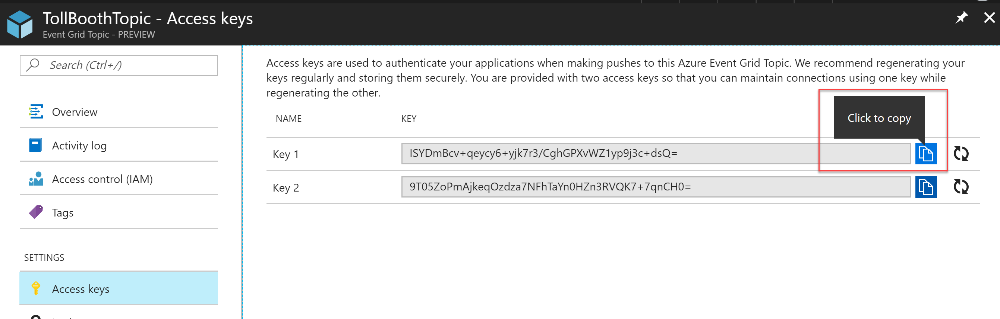 TollBoothTopic - Access keys
Event Grid Topic - PREVIEW
Search (Ctrl+/)
Overview
Activity log
Access control (IAM)
Tags
SETTINGS
Access keys
Access keys are used to authenticate your applications when making pushes to this Azure Event Grid Topic. We recommend regenerating your
keys regularly and storing them securely. You are provided with two access keys so that you can maintain connections using one key while
regenerating the other.
Click to copy
NAME KEY
Key 1 ISYDmBcv+qeycy6+yjk7r3/CghGPXvWZ1yp9j3c+dsQ=
Key 2 9T05ZoPmAjkeqOzdza7NFhTaYn0HZn3RVQK7+7qnCH0=